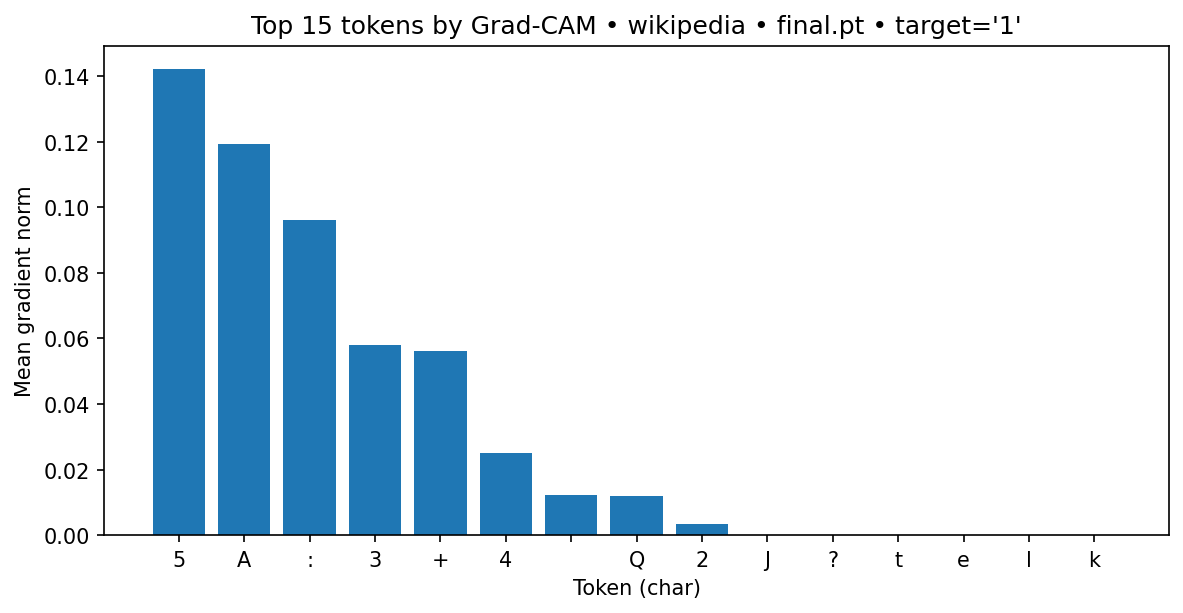 Top 15 tokens by Grad-CAM • wikipedia • final.pt • target='1'
0.14
0.12
0.10
0.08
0.06
0.04
0.02
0.00
Mean gradient norm
5 A : 3 + 4 Q 2 J ? t e l k
Token (char)